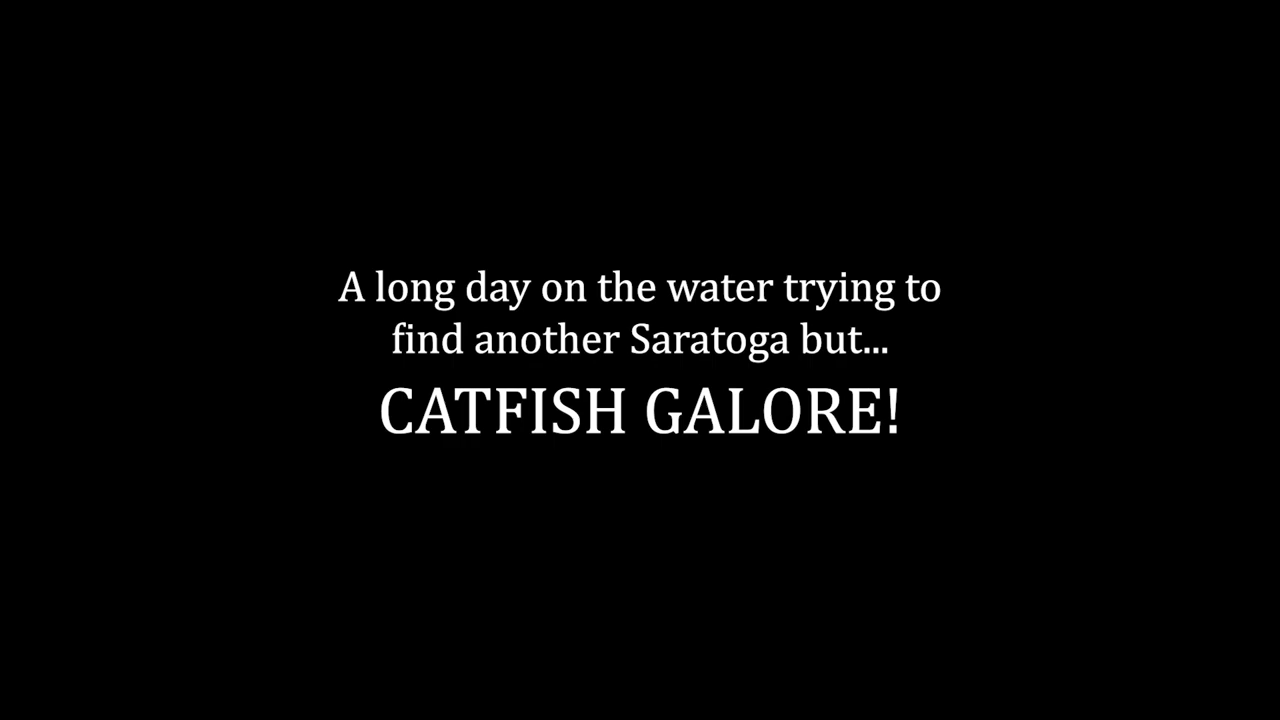 A long day on the water trying to
find another Saratoga but...
CATFISH GALORE!